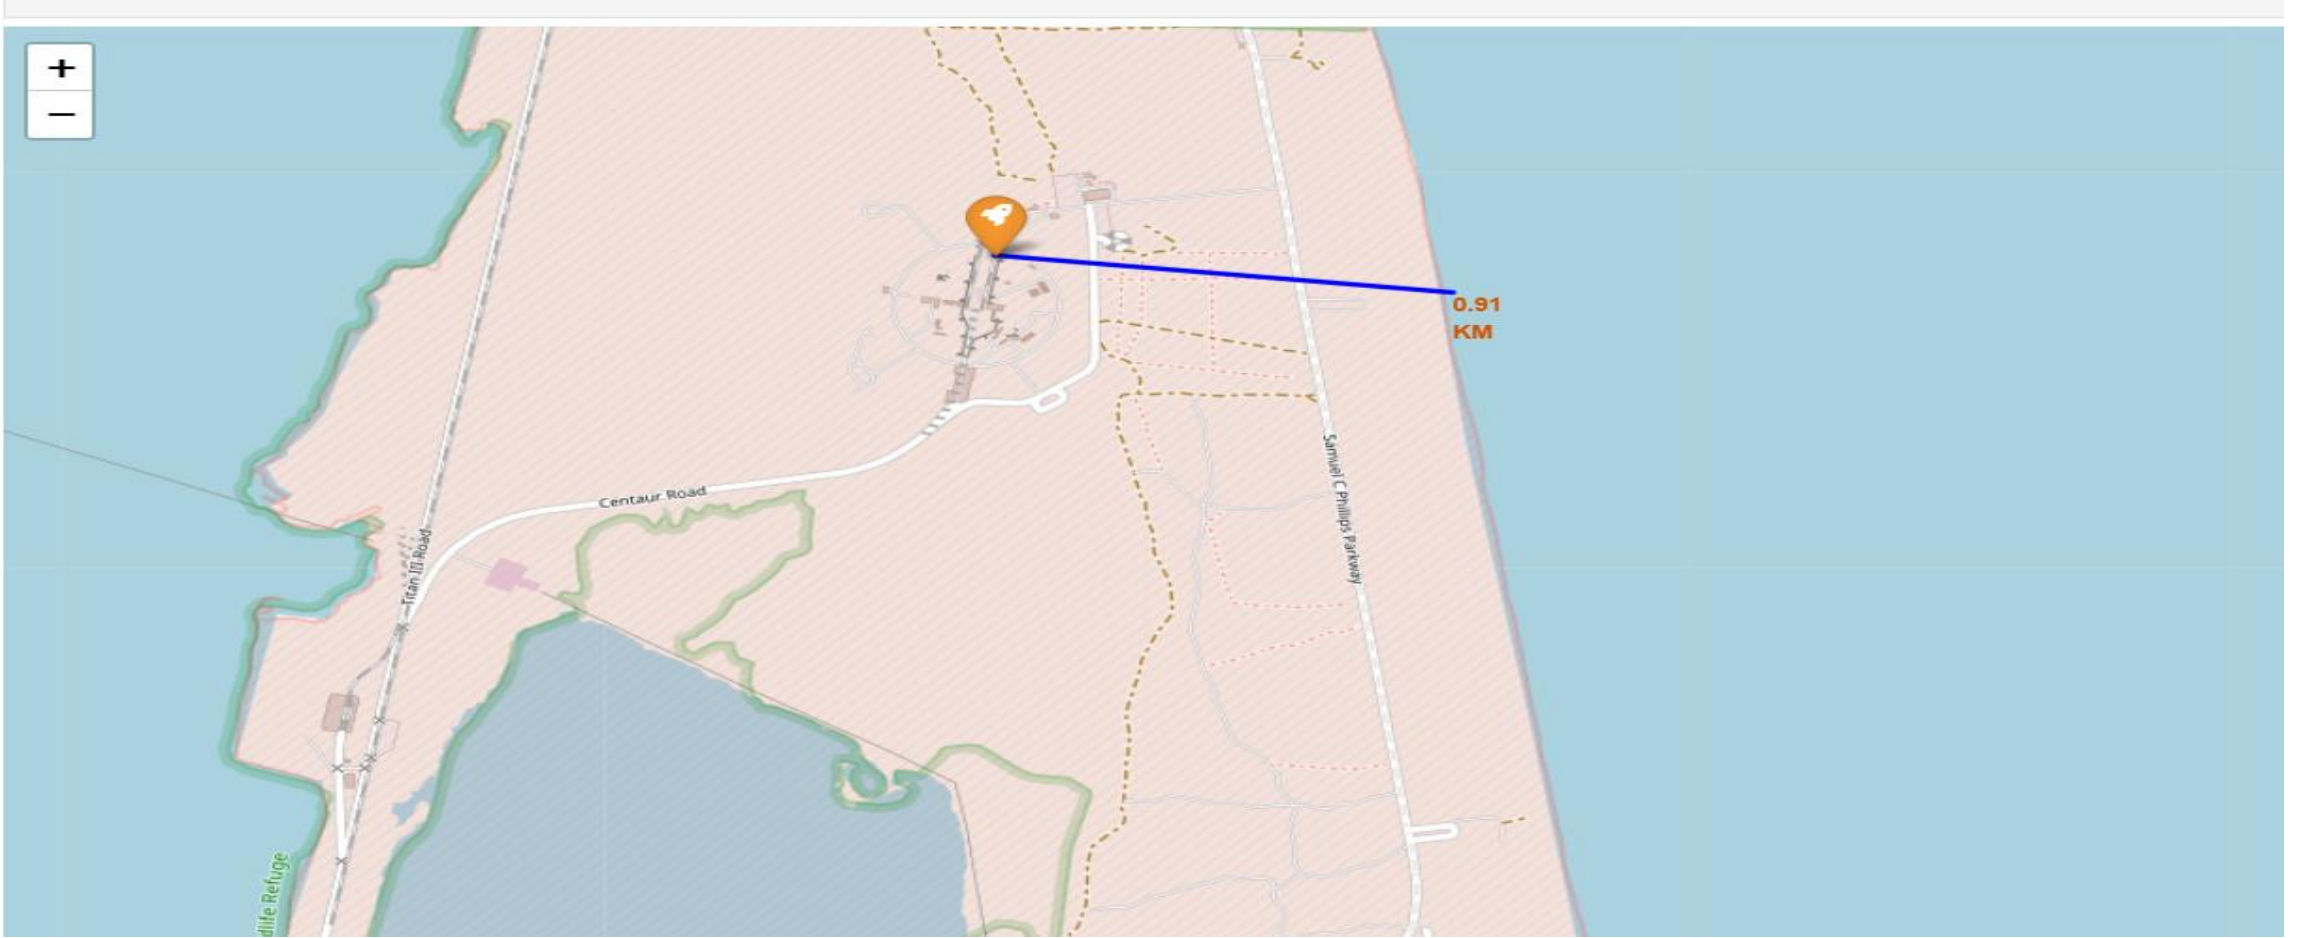 +
−
0.91
KM
Centaur Road
Samuel C Phillips Parkway
Titan III Road
dlife Refuge